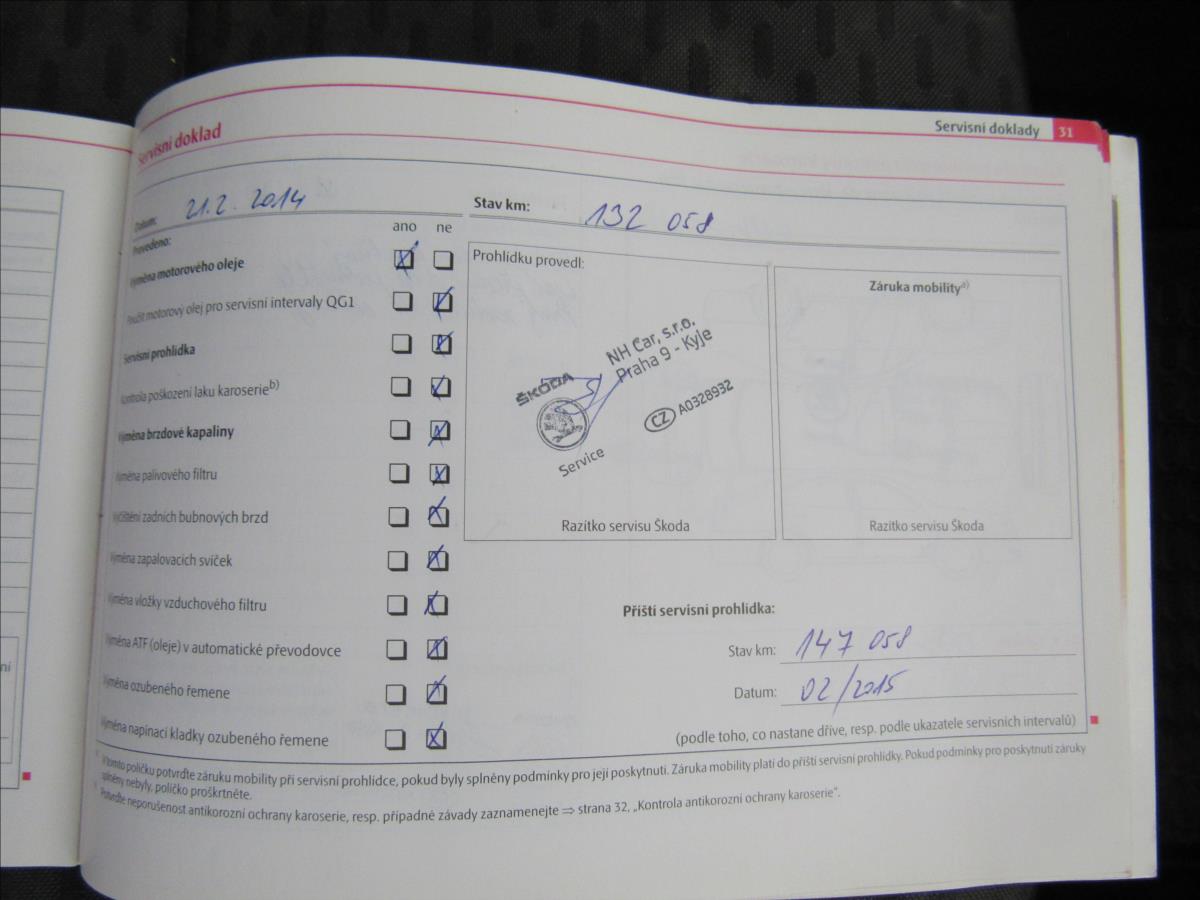 Servisní doklady 31
Servisní doklad
Datum: 21.2. 2014
Stav km: 132 058
Provedeno:
ano ne
Výměna motorového oleje
Použit motorový olej pro servisní intervaly QG1
Servisní prohlídka
Kontrola poškození laku karoserieb)
Výměna brzdové kapaliny
Výměna palivového filtru
Vyčištění zadních bubnových brzd
Výměna zapalovacích svíček
Výměna vložky vzduchového filtru
Výměna ATF (oleje) v automatické převodovce
Výměna ozubeného řemene
Výměna napínací kladky ozubeného řemene
Prohlídku provedl:
NH Car, s.r.o.
Praha 9 - Kyje
ŠKODA
CZ A0328932
Service
Razítko servisu Škoda
Záruka mobilitya)
Razítko servisu Škoda
Příští servisní prohlídka:
Stav km: 147 058
Datum: 02/2015
(podle toho, co nastane dříve, resp. podle ukazatele servisních intervalů)
V tomto políčku potvrďte záruku mobility při servisní prohlídce, pokud byly splněny podmínky pro její poskytnutí. Záruka mobility platí do příští servisní prohlídky. Pokud podmínky pro poskytnutí záruky
splněny nebyly, políčko proškrtněte.
Potvrďte neporušenost antikorozní ochrany karoserie, resp. případné závady zaznamenejte ⇒ strana 32, „Kontrola antikorozní ochrany karoserie“.